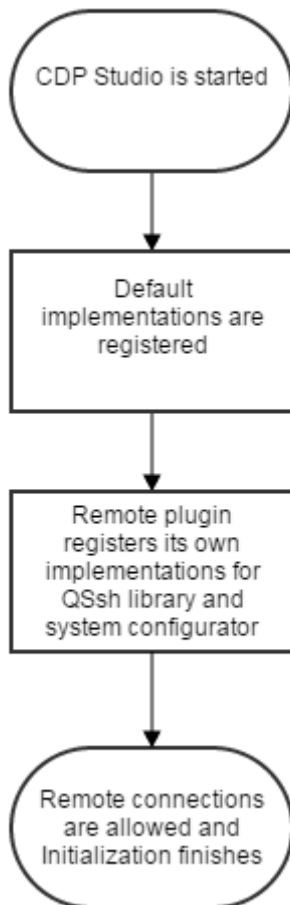 CDP Studio is started
Default
implementations are
registered
Remote plugin
registers its own
implementations for
QSsh library and
system configurator
Remote connections
are allowed and
Initialization finishes